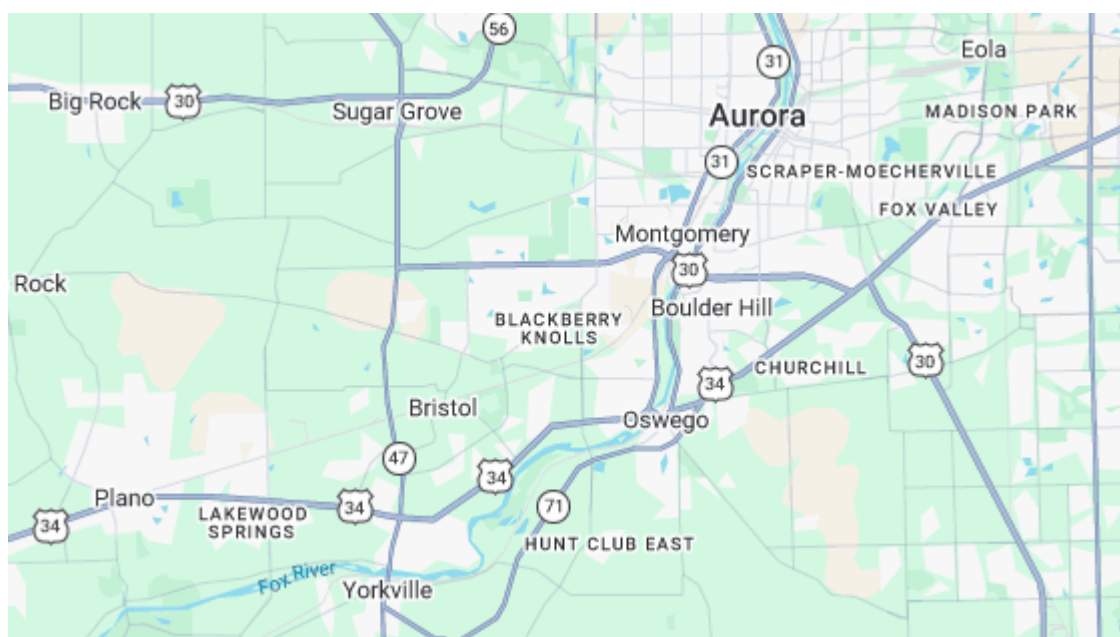 56
31
Eola
Big Rock
30
Sugar Grove
Aurora
MADISON PARK
31
SCRAPER-MOECHERVILLE
FOX VALLEY
Montgomery
30
Rock
Boulder Hill
BLACKBERRY
KNOLLS
CHURCHILL
30
34
Bristol
Oswego
47
34
Plano
34
34
LAKEWOOD
SPRINGS
71
HUNT CLUB EAST
Fox River
Yorkville